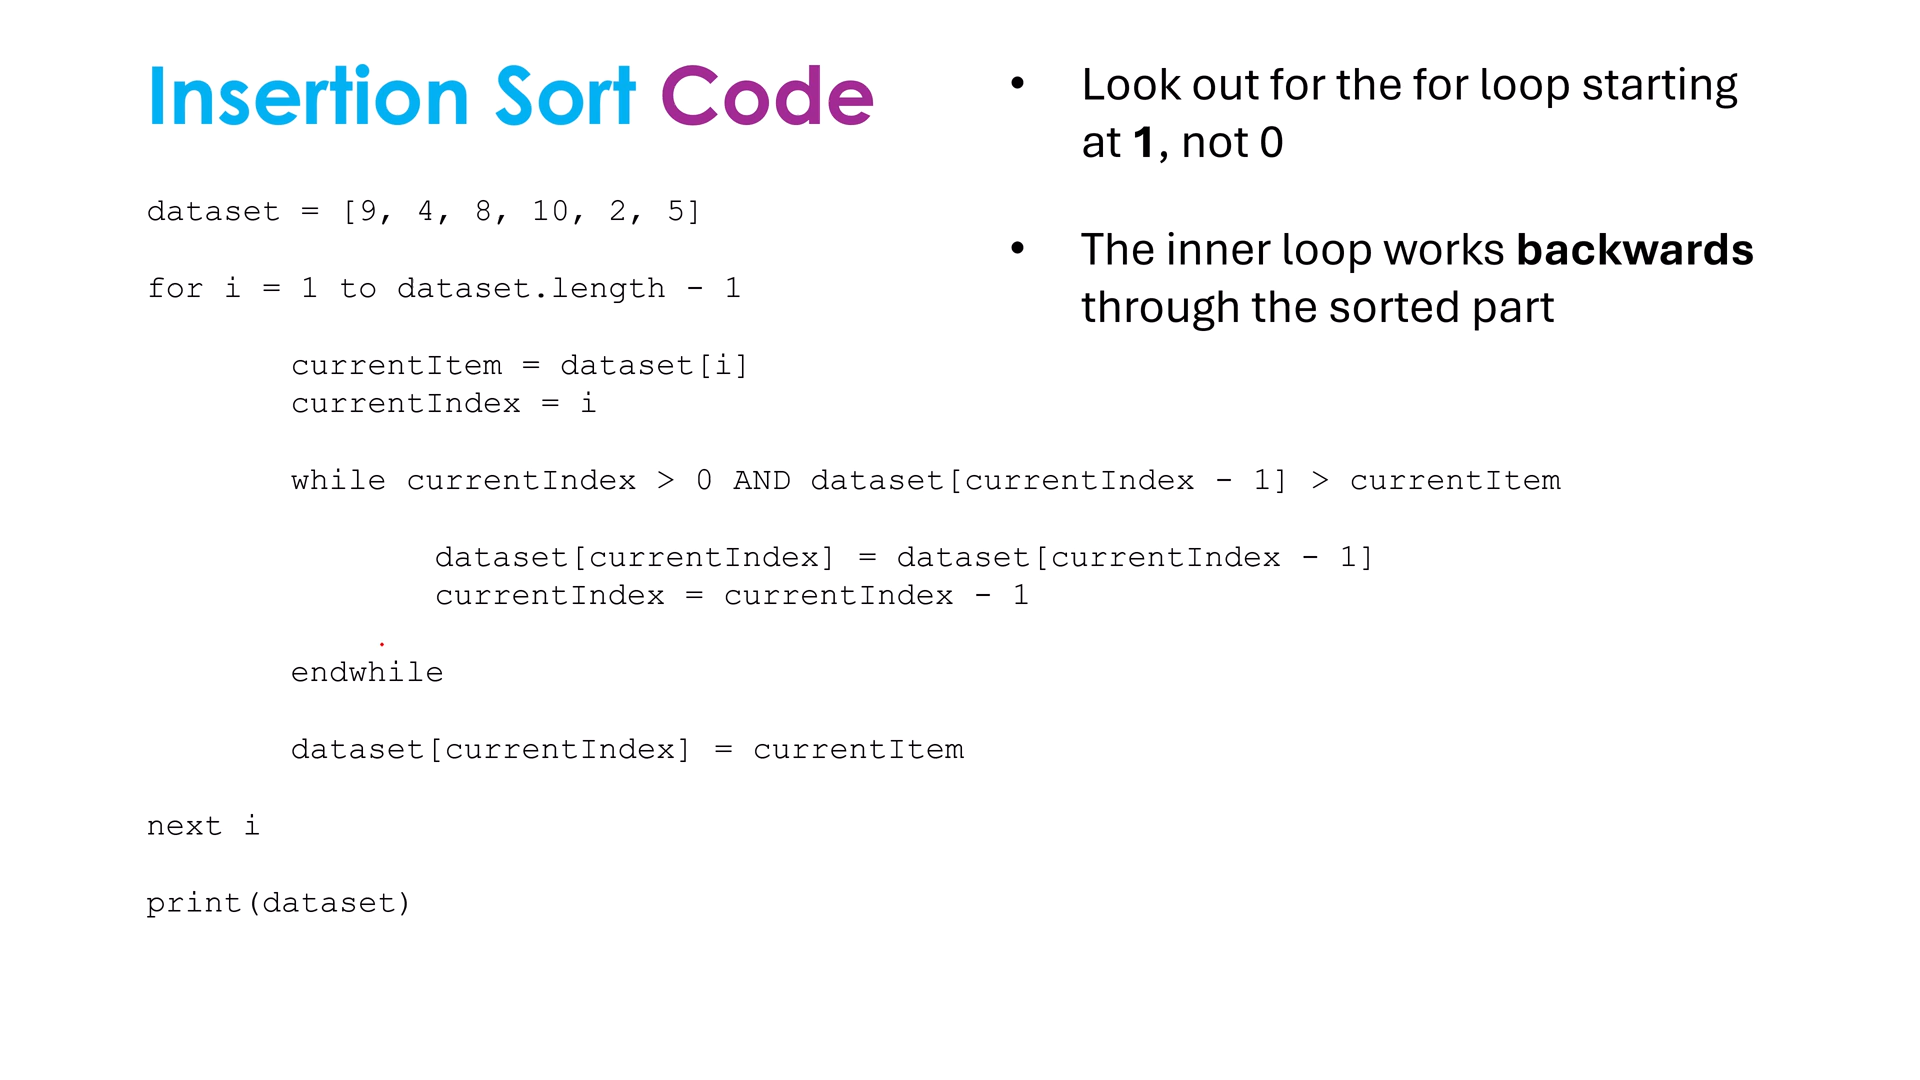 Insertion Sort Code
dataset = [9, 4, 8, 10, 2, 5]
for i = 1 to dataset.length - 1
currentItem = dataset[i]
currentIndex = i
while currentIndex > 0 AND dataset[currentIndex - 1] > currentItem
dataset[currentIndex] = dataset[currentIndex - 1]
currentIndex = currentIndex - 1
endwhile
dataset[currentIndex] = currentItem
next i
print(dataset)
• Look out for the for loop starting
at 1, not 0
• The inner loop works backwards
through the sorted part